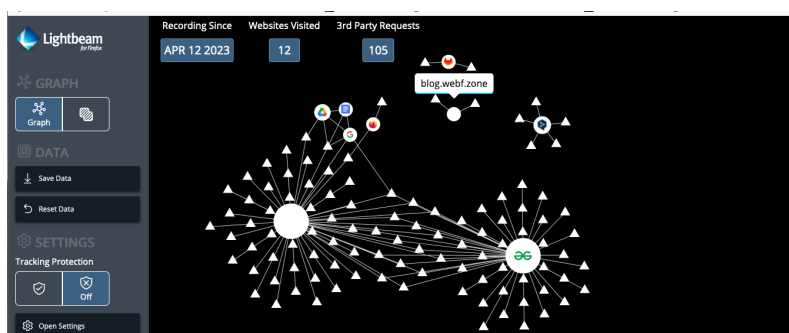 Lightbeam
for Firefox
GRAPH
Graph
DATA
Save Data
Reset Data
SETTINGS
Tracking Protection
Off
Open Settings
Recording Since Websites Visited 3rd Party Requests
APR 12 2023 12 105
blog.webf.zone